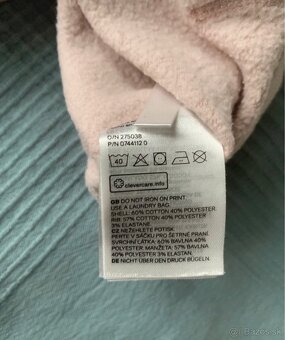 O/N 275038
P/N 0744112 0
40
clevercare.info
GB DO NOT IRON ON PRINT.
USE A LAUNDRY BAG.
SHELL: 60% COTTON 40% POLYESTER
RIB: 57% COTTON 40% POLYESTER
3% ELASTANE
CZ NEŽEHLETE POTISK.
PERTE V SÁČKU PRO ŠETRNÉ PRANÍ.
SVRCHNÍ LÁTKA: 60% BAVLNA 40%
POLYESTER. MANŽETA: 57% BAVLNA
40% POLYESTER 3% ELASTAN.
DE NICHT ÜBER DEN DRUCK BÜGELN.
bazos.sk